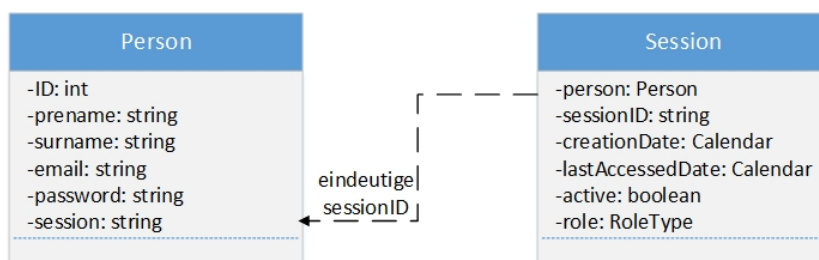 Person
-ID: int
-prename: string
-surname: string
-email: string
-password: string
-session: string
eindeutige
sessionID
Session
-person: Person
-sessionID: string
-creationDate: Calendar
-lastAccessedDate: Calendar
-active: boolean
-role: RoleType